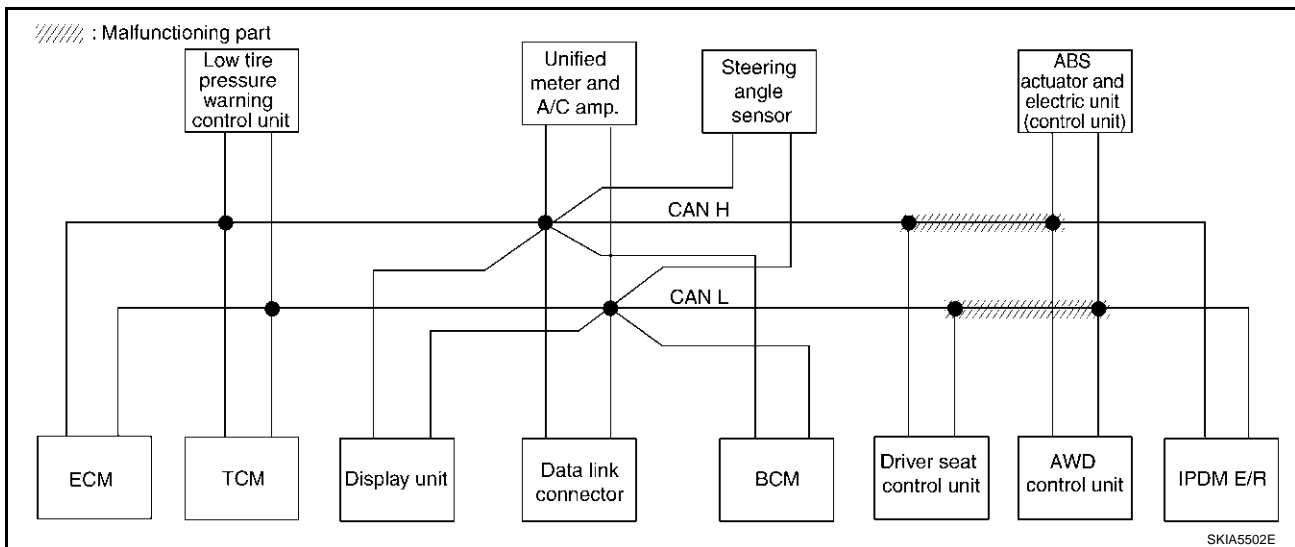 : Malfunctioning part
Low tire
pressure
warning
control unit
Unified
meter and
A/C amp.
Steering
angle
sensor
ABS
actuator and
electric unit
(control unit)
CAN H
CAN L
ECM
TCM
Display unit
Data link
connector
BCM
Driver seat
control unit
AWD
control unit
IPDM E/R
SKIA5502E